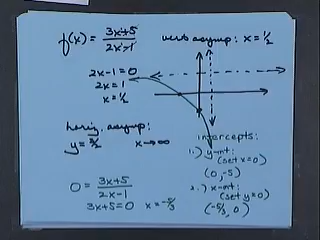 f(x) = 3x+5 / 2x-1
vert asymp: x = 1/2
2x-1=0
2x=1
x=1/2
horiz. asymp:
y=3/2 x→∞
intercepts:
1.) y-int:
(set x=0)
(0,-5)
2.) x-int:
(set y=0)
(-5/3, 0)
0 = 3x+5 / 2x-1
3x+5=0 x=-5/3